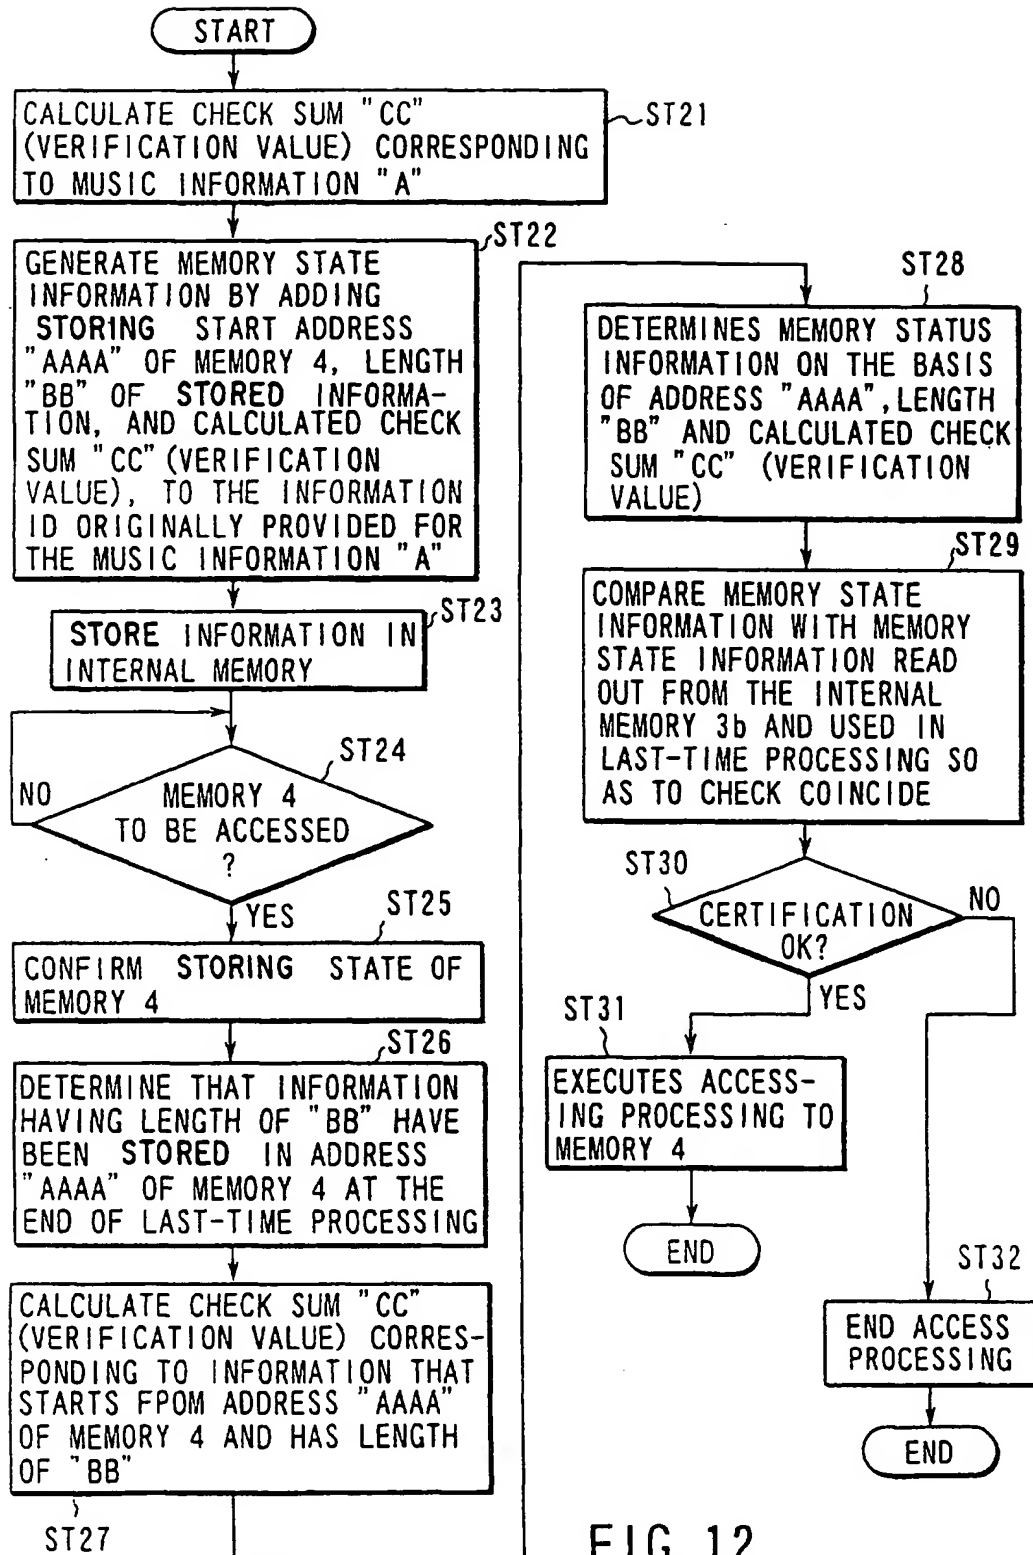 START
CALCULATE CHECK SUM "CC"
(VERIFICATION VALUE) CORRESPONDING
TO MUSIC INFORMATION "A"
ST21
ST22
GENERATE MEMORY STATE
INFORMATION BY ADDING
STORING START ADDRESS
"AAAA" OF MEMORY 4, LENGTH
"BB" OF STORED INFORMA-
TION, AND CALCULATED CHECK
SUM "CC" (VERIFICATION
VALUE), TO THE INFORMATION
ID ORIGINALLY PROVIDED FOR
THE MUSIC INFORMATION "A"
ST23
STORE INFORMATION IN
INTERNAL MEMORY
ST24
NO
MEMORY 4
TO BE ACCESSED
?
YES
ST25
CONFIRM STORING STATE OF
MEMORY 4
ST26
DETERMINE THAT INFORMATION
HAVING LENGTH OF "BB" HAVE
BEEN STORED IN ADDRESS
"AAAA" OF MEMORY 4 AT THE
END OF LAST-TIME PROCESSING
CALCULATE CHECK SUM "CC"
(VERIFICATION VALUE) CORRES-
PONDING TO INFORMATION THAT
STARTS FPOM ADDRESS "AAAA"
OF MEMORY 4 AND HAS LENGTH
OF "BB"
ST27
ST28
DETERMINES MEMORY STATUS
INFORMATION ON THE BASIS
OF ADDRESS "AAAA", LENGTH
"BB" AND CALCULATED CHECK
SUM "CC" (VERIFICATION
VALUE)
ST29
COMPARE MEMORY STATE
INFORMATION WITH MEMORY
STATE INFORMATION READ
OUT FROM THE INTERNAL
MEMORY 3b AND USED IN
LAST-TIME PROCESSING SO
AS TO CHECK COINCIDE
ST30
CERTIFICATION
OK?
NO
YES
ST31
EXECUTES ACCESS-
ING PROCESSING TO
MEMORY 4
END
ST32
END ACCESS
PROCESSING
END
FIG. 12